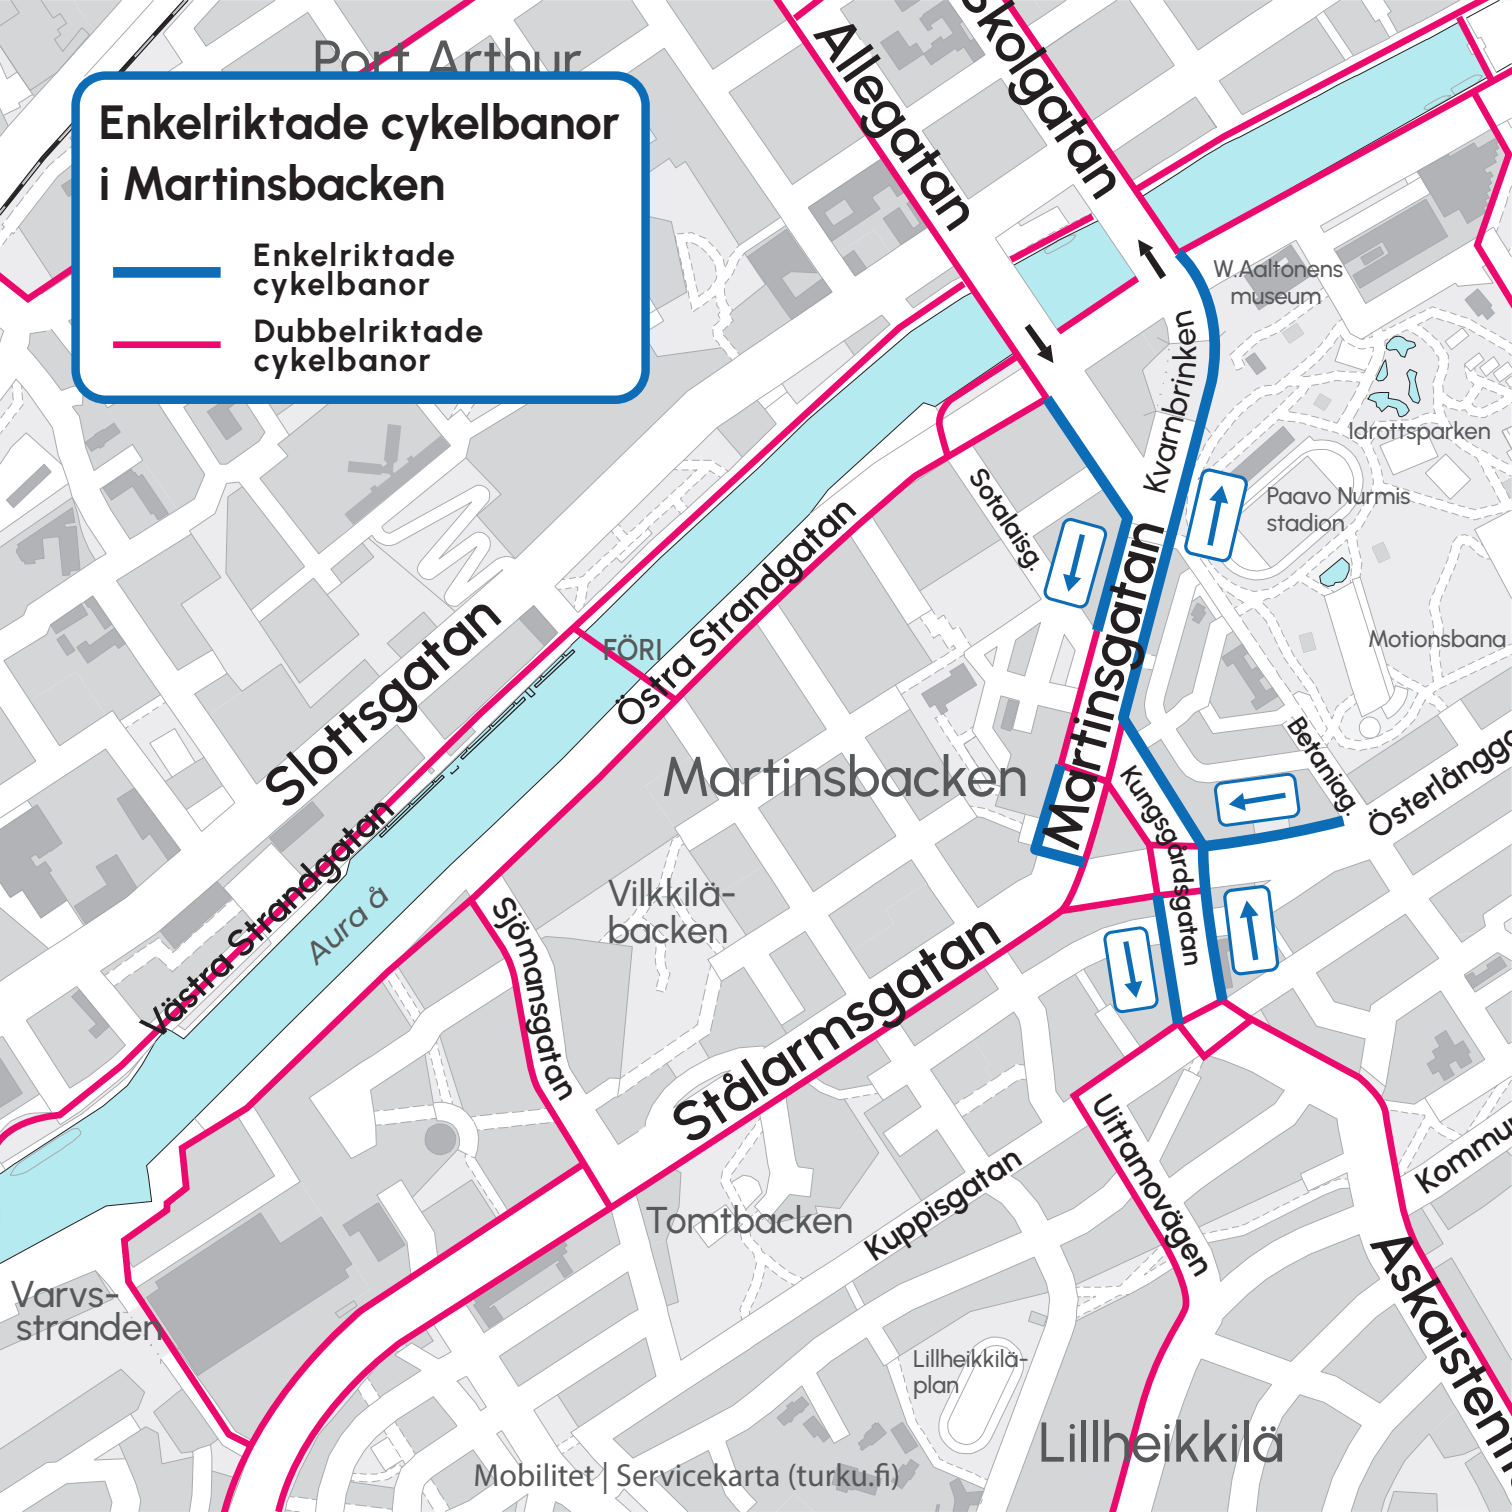 Port Arthur
Enkelriktade cykelbanor
i Martinsbacken
Enkelriktade
cykelbanor
Dubbelriktade
cykelbanor
Allegatan
Skolgatan
W.Aaltonens
museum
Kvarnbrinken
Idrottsparken
Paavo Nurmis
stadion
Sotalaisg.
Östra Strandgatan
Martinsgatan
Slottsgatan
FÖRI
Motionsbana
Betaniag.
Martinsbacken
Kungsgårdsgatan
Österlångga
Västra Strandgatan
Aura å
Vilkkilä-
backen
Sjömansgatan
Stålarmsgatan
Uittamovägen
Kommu
Kuppisgatan
Tomtbacken
Askaistenn
Varvs-
stranden
Lillheikkilä-
plan
Lillheikkilä
Mobilitet | Servicekarta (turku.fi)